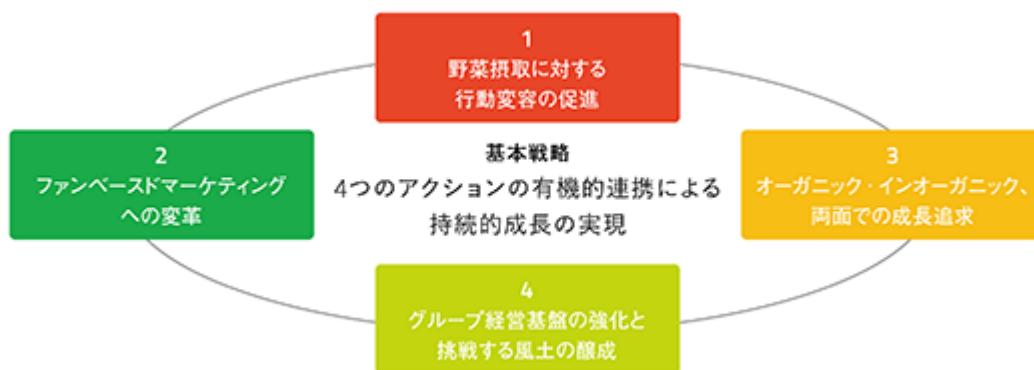 1
野菜摂取に対する
行動変容の促進
2
ファンベースドマーケティング
への変革
基本戦略
4つのアクションの有機的連携による
持続的成長の実現
3
オーガニック・インオーガニック、
両面での成長追求
4
グループ経営基盤の強化と
挑戦する風土の醸成